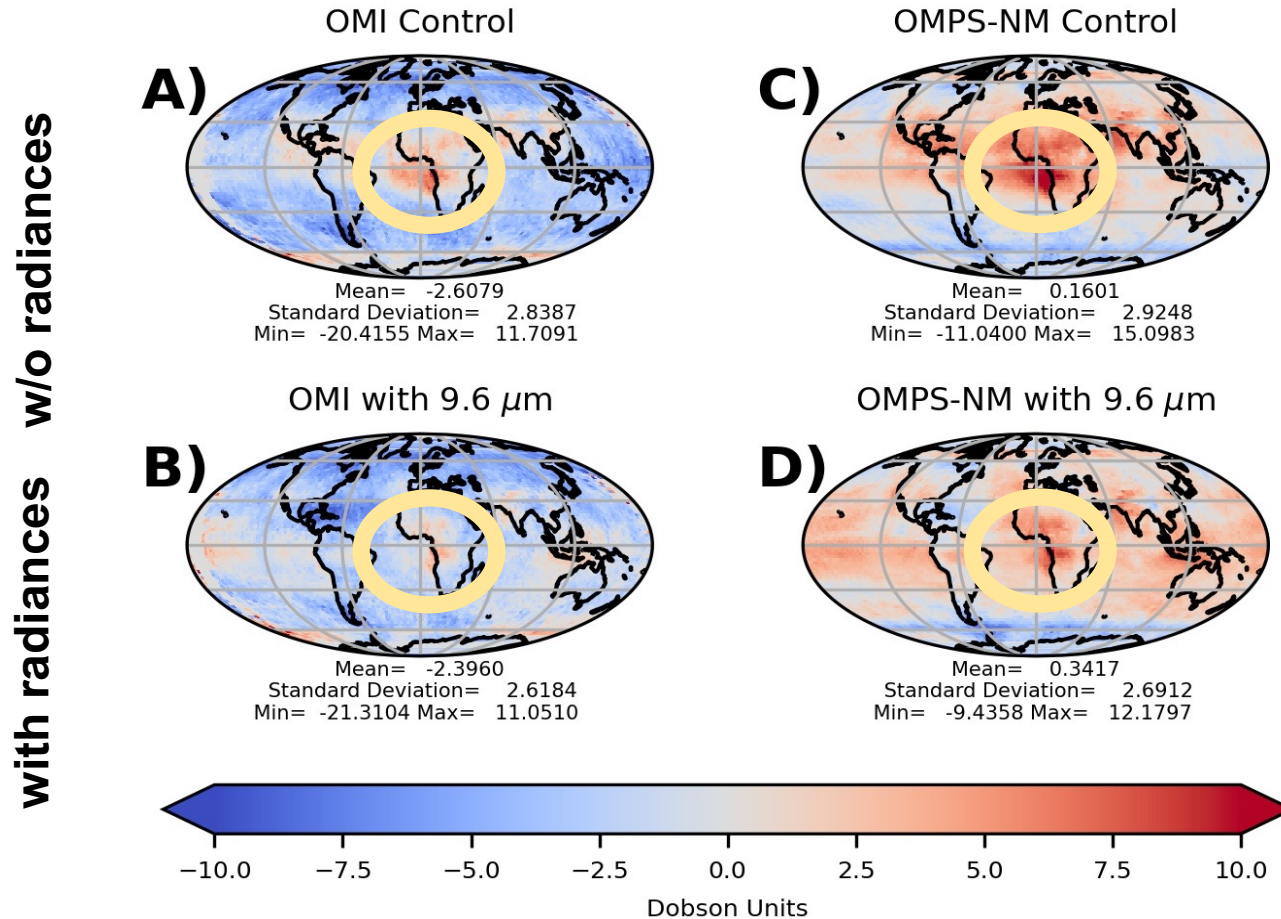 OMI Control
OMPS-NM Control
w/o radiances
A)
C)
Mean= -2.6079
Standard Deviation= 2.8387
Min= -20.4155 Max= 11.7091
Mean= 0.1601
Standard Deviation= 2.9248
Min= -11.0400 Max= 15.0983
OMI with 9.6 μm
OMPS-NM with 9.6 μm
with radiances
B)
D)
Mean= -2.3960
Standard Deviation= 2.6184
Min= -21.3104 Max= 11.0510
Mean= 0.3417
Standard Deviation= 2.6912
Min= -9.4358 Max= 12.1797
−10.0 −7.5 −5.0 −2.5 0.0 2.5 5.0 7.5 10.0
Dobson Units